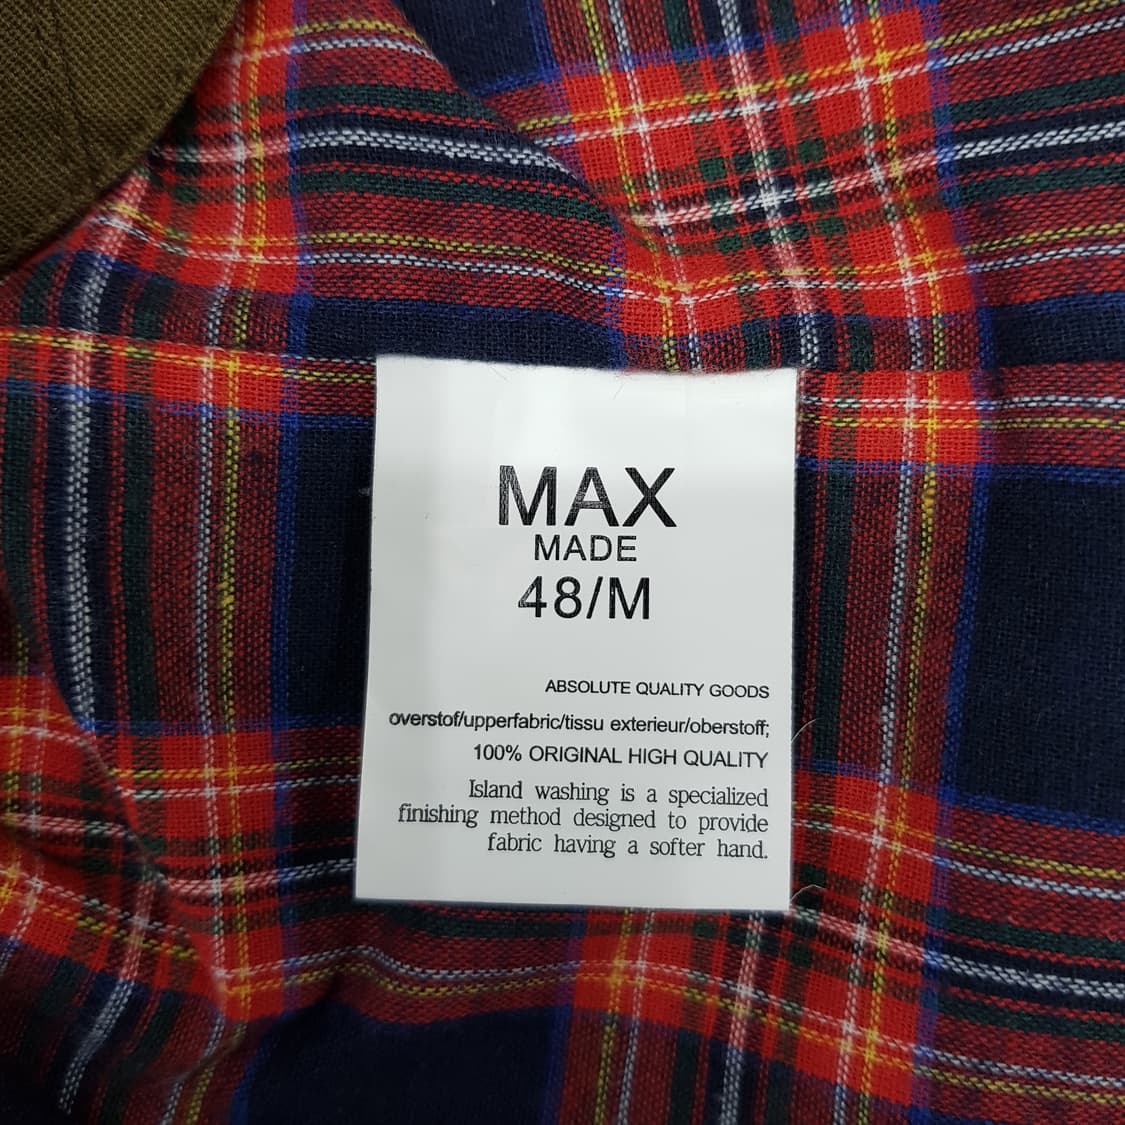 MAX
MADE
48/M
ABSOLUTE QUALITY GOODS
overstof/upperfabric/tissu exterieur/oberstoff;
100% ORIGINAL HIGH QUALITY
Island washing is a specialized
finishing method designed to provide
fabric having a softer hand.